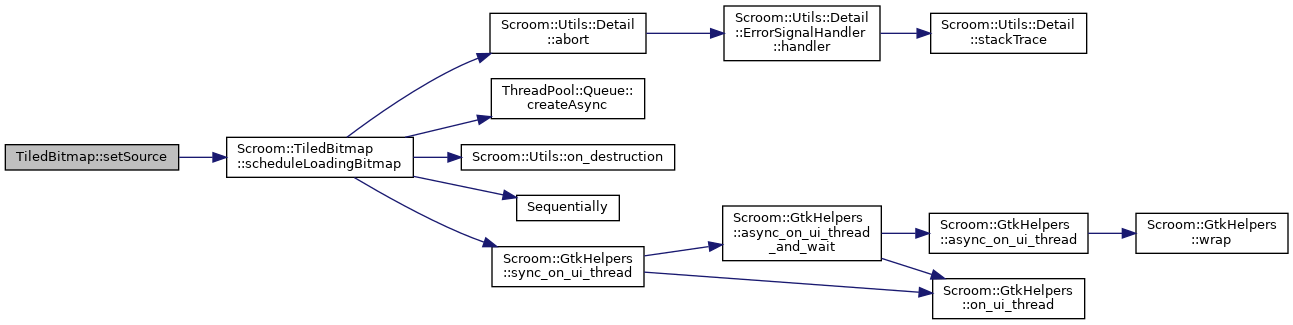 TiledBitmap::setSource
Scroom::TiledBitmap
::scheduleLoadingBitmap
Scroom::Utils::Detail
::abort
Scroom::Utils::Detail
::ErrorSignalHandler
::handler
Scroom::Utils::Detail
::stackTrace
ThreadPool::Queue::
createAsync
Scroom::Utils::on_destruction
Sequentially
Scroom::GtkHelpers
::sync_on_ui_thread
Scroom::GtkHelpers
::async_on_ui_thread
_and_wait
Scroom::GtkHelpers
::async_on_ui_thread
Scroom::GtkHelpers
::wrap
Scroom::GtkHelpers
::on_ui_thread